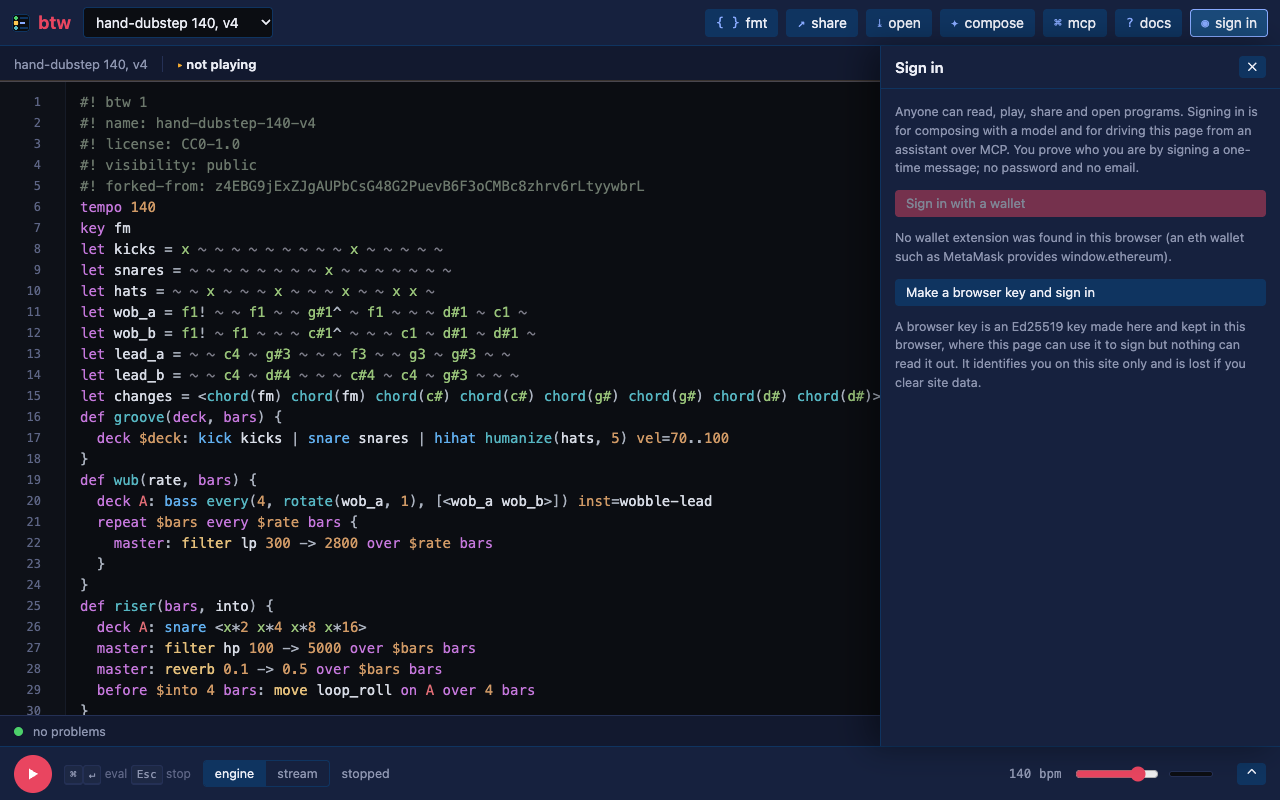 btw
hand-dubstep 140, v4
{ } fmt
↗ share
↓ open
✦ compose
⌘ mcp
? docs
sign in
hand-dubstep 140, v4
▸ not playing
1 #! btw 1
2 #! name: hand-dubstep-140-v4
3 #! license: CC0-1.0
4 #! visibility: public
5 #! forked-from: z4EBG9jExZJgAUPbCsG48G2PuevB6F3oCMBc8zhrv6rLtyywbrL
6 tempo 140
7 key fm
8 let kicks = x ~ ~ ~ ~ ~ ~ ~ ~ ~ x ~ ~ ~ ~ ~
9 let snares = ~ ~ ~ ~ ~ ~ ~ ~ x ~ ~ ~ ~ ~ ~ ~
10 let hats = ~ ~ x ~ ~ ~ x ~ ~ ~ x ~ ~ x x ~
11 let wob_a = f1! ~ ~ f1 ~ ~ g#1^ ~ f1 ~ ~ ~ d#1 ~ c1 ~
12 let wob_b = f1! ~ f1 ~ ~ ~ c#1^ ~ ~ ~ c1 ~ d#1 ~ d#1 ~
13 let lead_a = ~ ~ c4 ~ g#3 ~ ~ ~ f3 ~ ~ g3 ~ g#3 ~ ~
14 let lead_b = ~ ~ c4 ~ d#4 ~ ~ ~ c#4 ~ c4 ~ g#3 ~ ~ ~
15 let changes = <chord(fm) chord(fm) chord(c#) chord(c#) chord(g#) chord(g#) chord(d#) chord(d#)>
16 def groove(deck, bars) {
17 deck $deck: kick kicks | snare snares | hihat humanize(hats, 5) vel=70..100
18 }
19 def wub(rate, bars) {
20 deck A: bass every(4, rotate(wob_a, 1), [<wob_a wob_b>]) inst=wobble-lead
21 repeat $bars every $rate bars {
22 master: filter lp 300 -> 2800 over $rate bars
23 }
24 }
25 def riser(bars, into) {
26 deck A: snare <x*2 x*4 x*8 x*16>
27 master: filter hp 100 -> 5000 over $bars bars
28 master: reverb 0.1 -> 0.5 over $bars bars
29 before $into 4 bars: move loop_roll on A over 4 bars
30 }
Sign in
✕
Anyone can read, play, share and open programs. Signing in is
for composing with a model and for driving this page from an
assistant over MCP. You prove who you are by signing a one-
time message; no password and no email.
Sign in with a wallet
No wallet extension was found in this browser (an eth wallet
such as MetaMask provides window.ethereum).
Make a browser key and sign in
A browser key is an Ed25519 key made here and kept in this
browser, where this page can use it to sign but nothing can
read it out. It identifies you on this site only and is lost if you
clear site data.
no problems
⌘ ↵ eval Esc stop
engine
stream
stopped
140 bpm